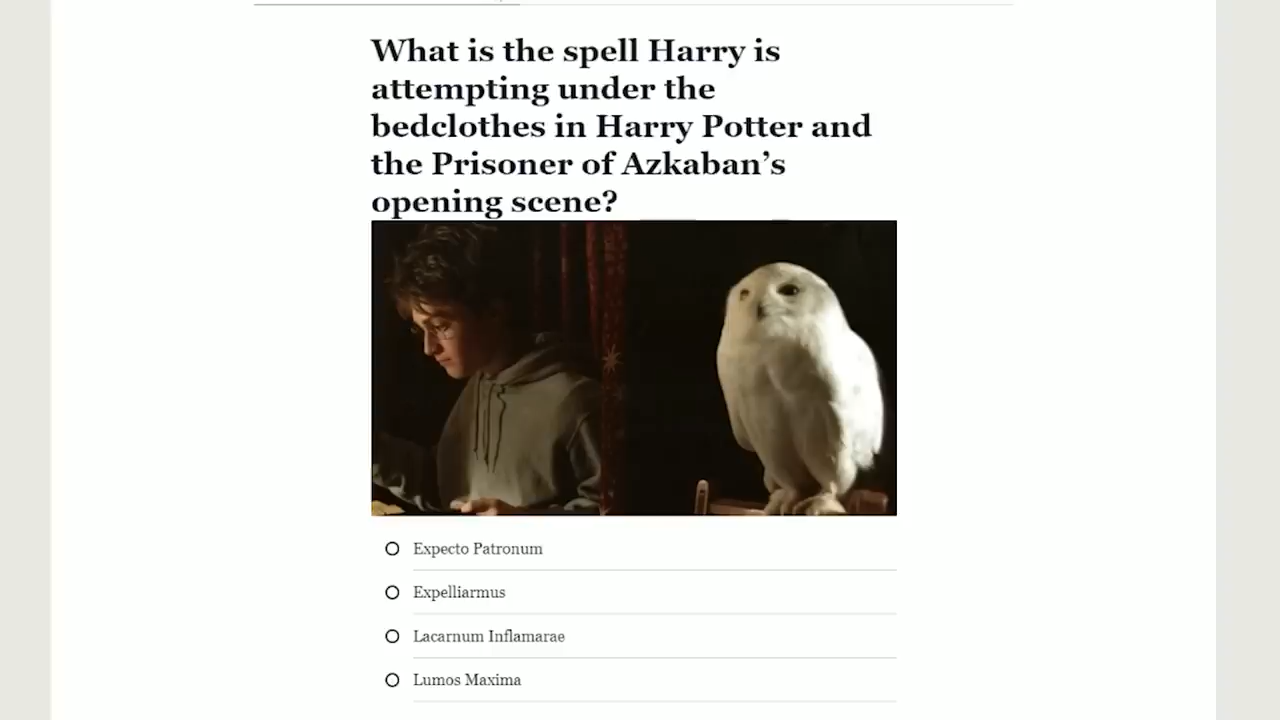 What is the spell Harry is
attempting under the
bedclothes in Harry Potter and
the Prisoner of Azkaban’s
opening scene?
Expecto Patronum
Expelliarmus
Lacarnum Inflamarae
Lumos Maxima